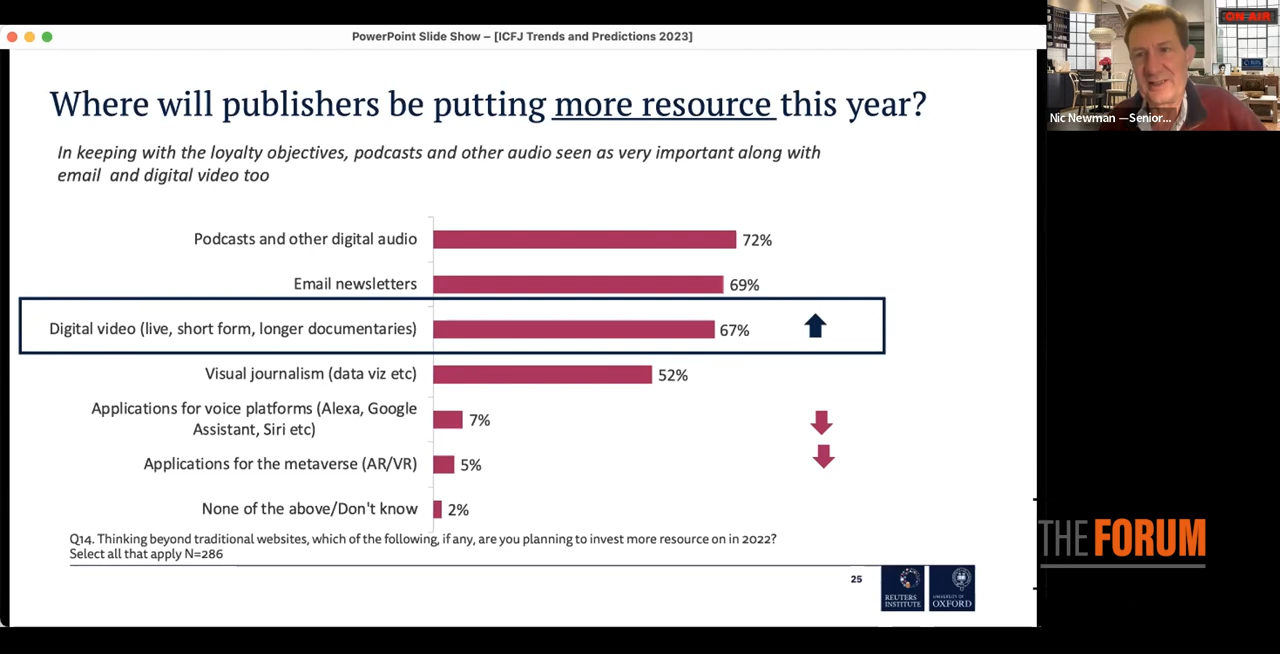 PowerPoint Slide Show – [ICFJ Trends and Predictions 2023]
ON AIR
Nic Newman —Senior...
Where will publishers be putting more resource this year?
In keeping with the loyalty objectives, podcasts and other audio seen as very important along with
email and digital video too
Podcasts and other digital audio 72%
Email newsletters 69%
Digital video (live, short form, longer documentaries) 67%
Visual journalism (data viz etc) 52%
Applications for voice platforms (Alexa, Google
Assistant, Siri etc) 7%
Applications for the metaverse (AR/VR) 5%
None of the above/Don't know 2%
Q14. Thinking beyond traditional websites, which of the following, if any, are you planning to invest more resource on in 2022?
Select all that apply N=286
25
REUTERS
INSTITUTE
UNIVERSITY OF
OXFORD
THE FORUM